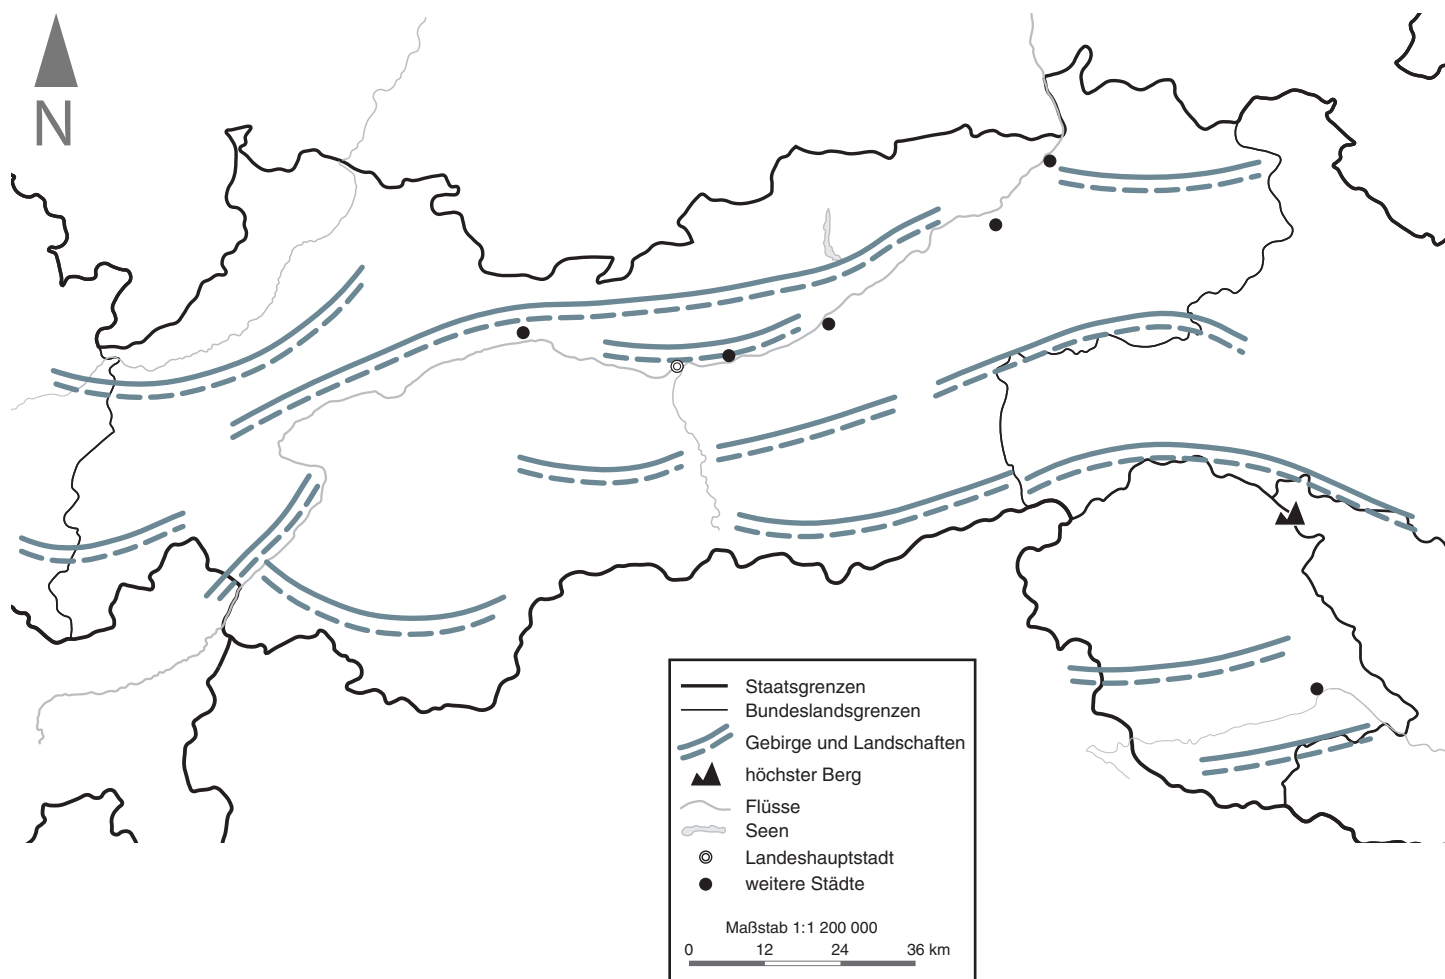 N
Staatsgrenzen
Bundeslandsgrenzen
Gebirge und Landschaften
höchster Berg
Flüsse
Seen
Landeshauptstadt
weitere Städte
Maßstab 1:1 200 000
0 12 24 36 km